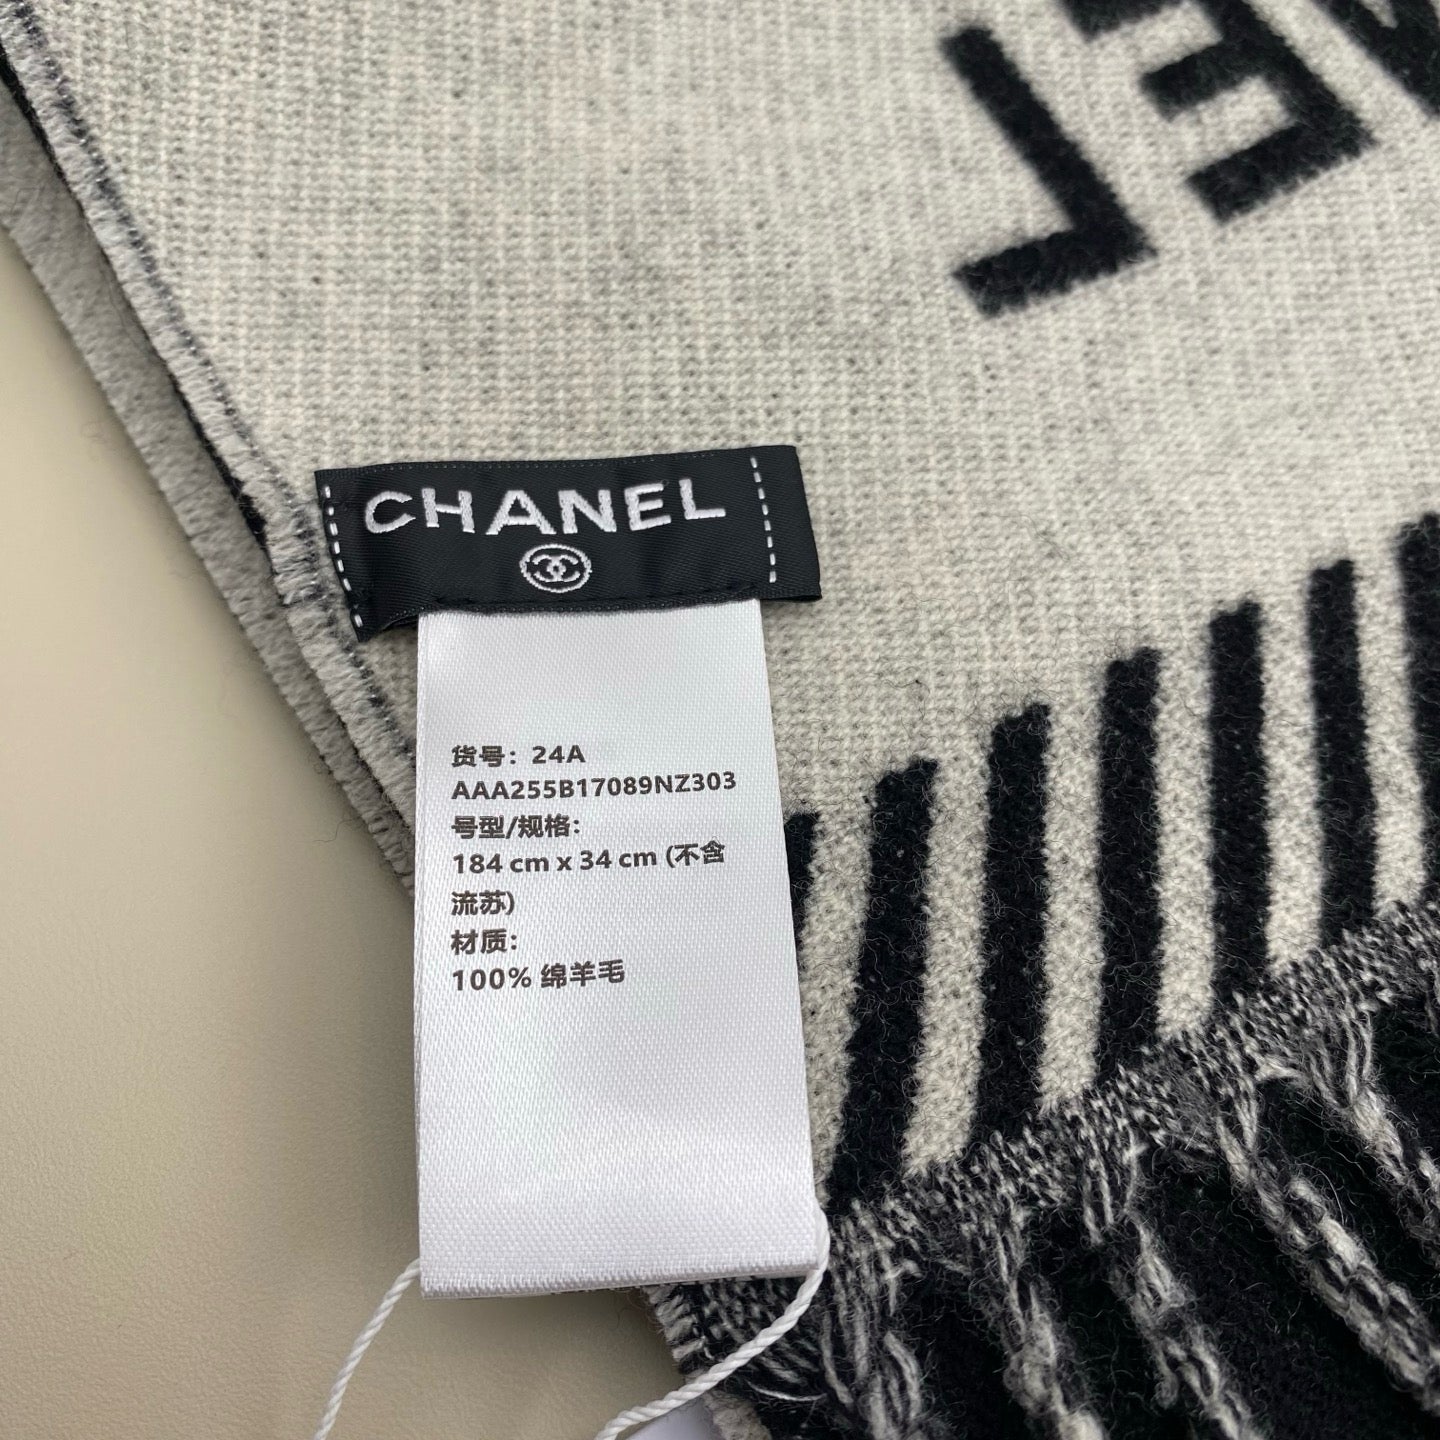 NEL
CHANEL
货号：24A
AAA255B17089NZ303
号型/规格：
184 cm x 34 cm (不含
流苏)
材质：
100% 绵羊毛